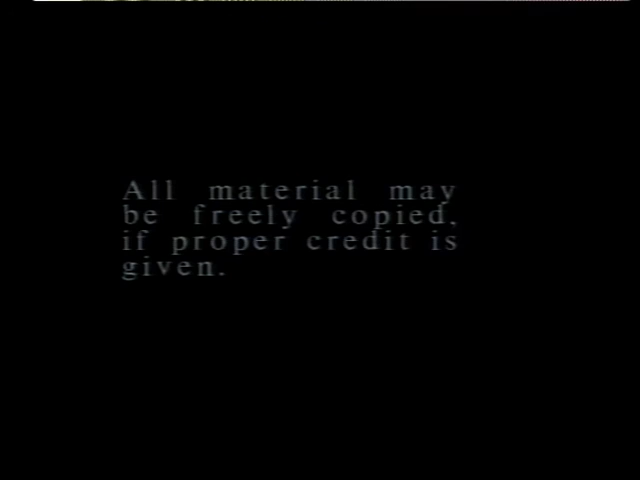 All material may
be freely copied,
if proper credit is
given.